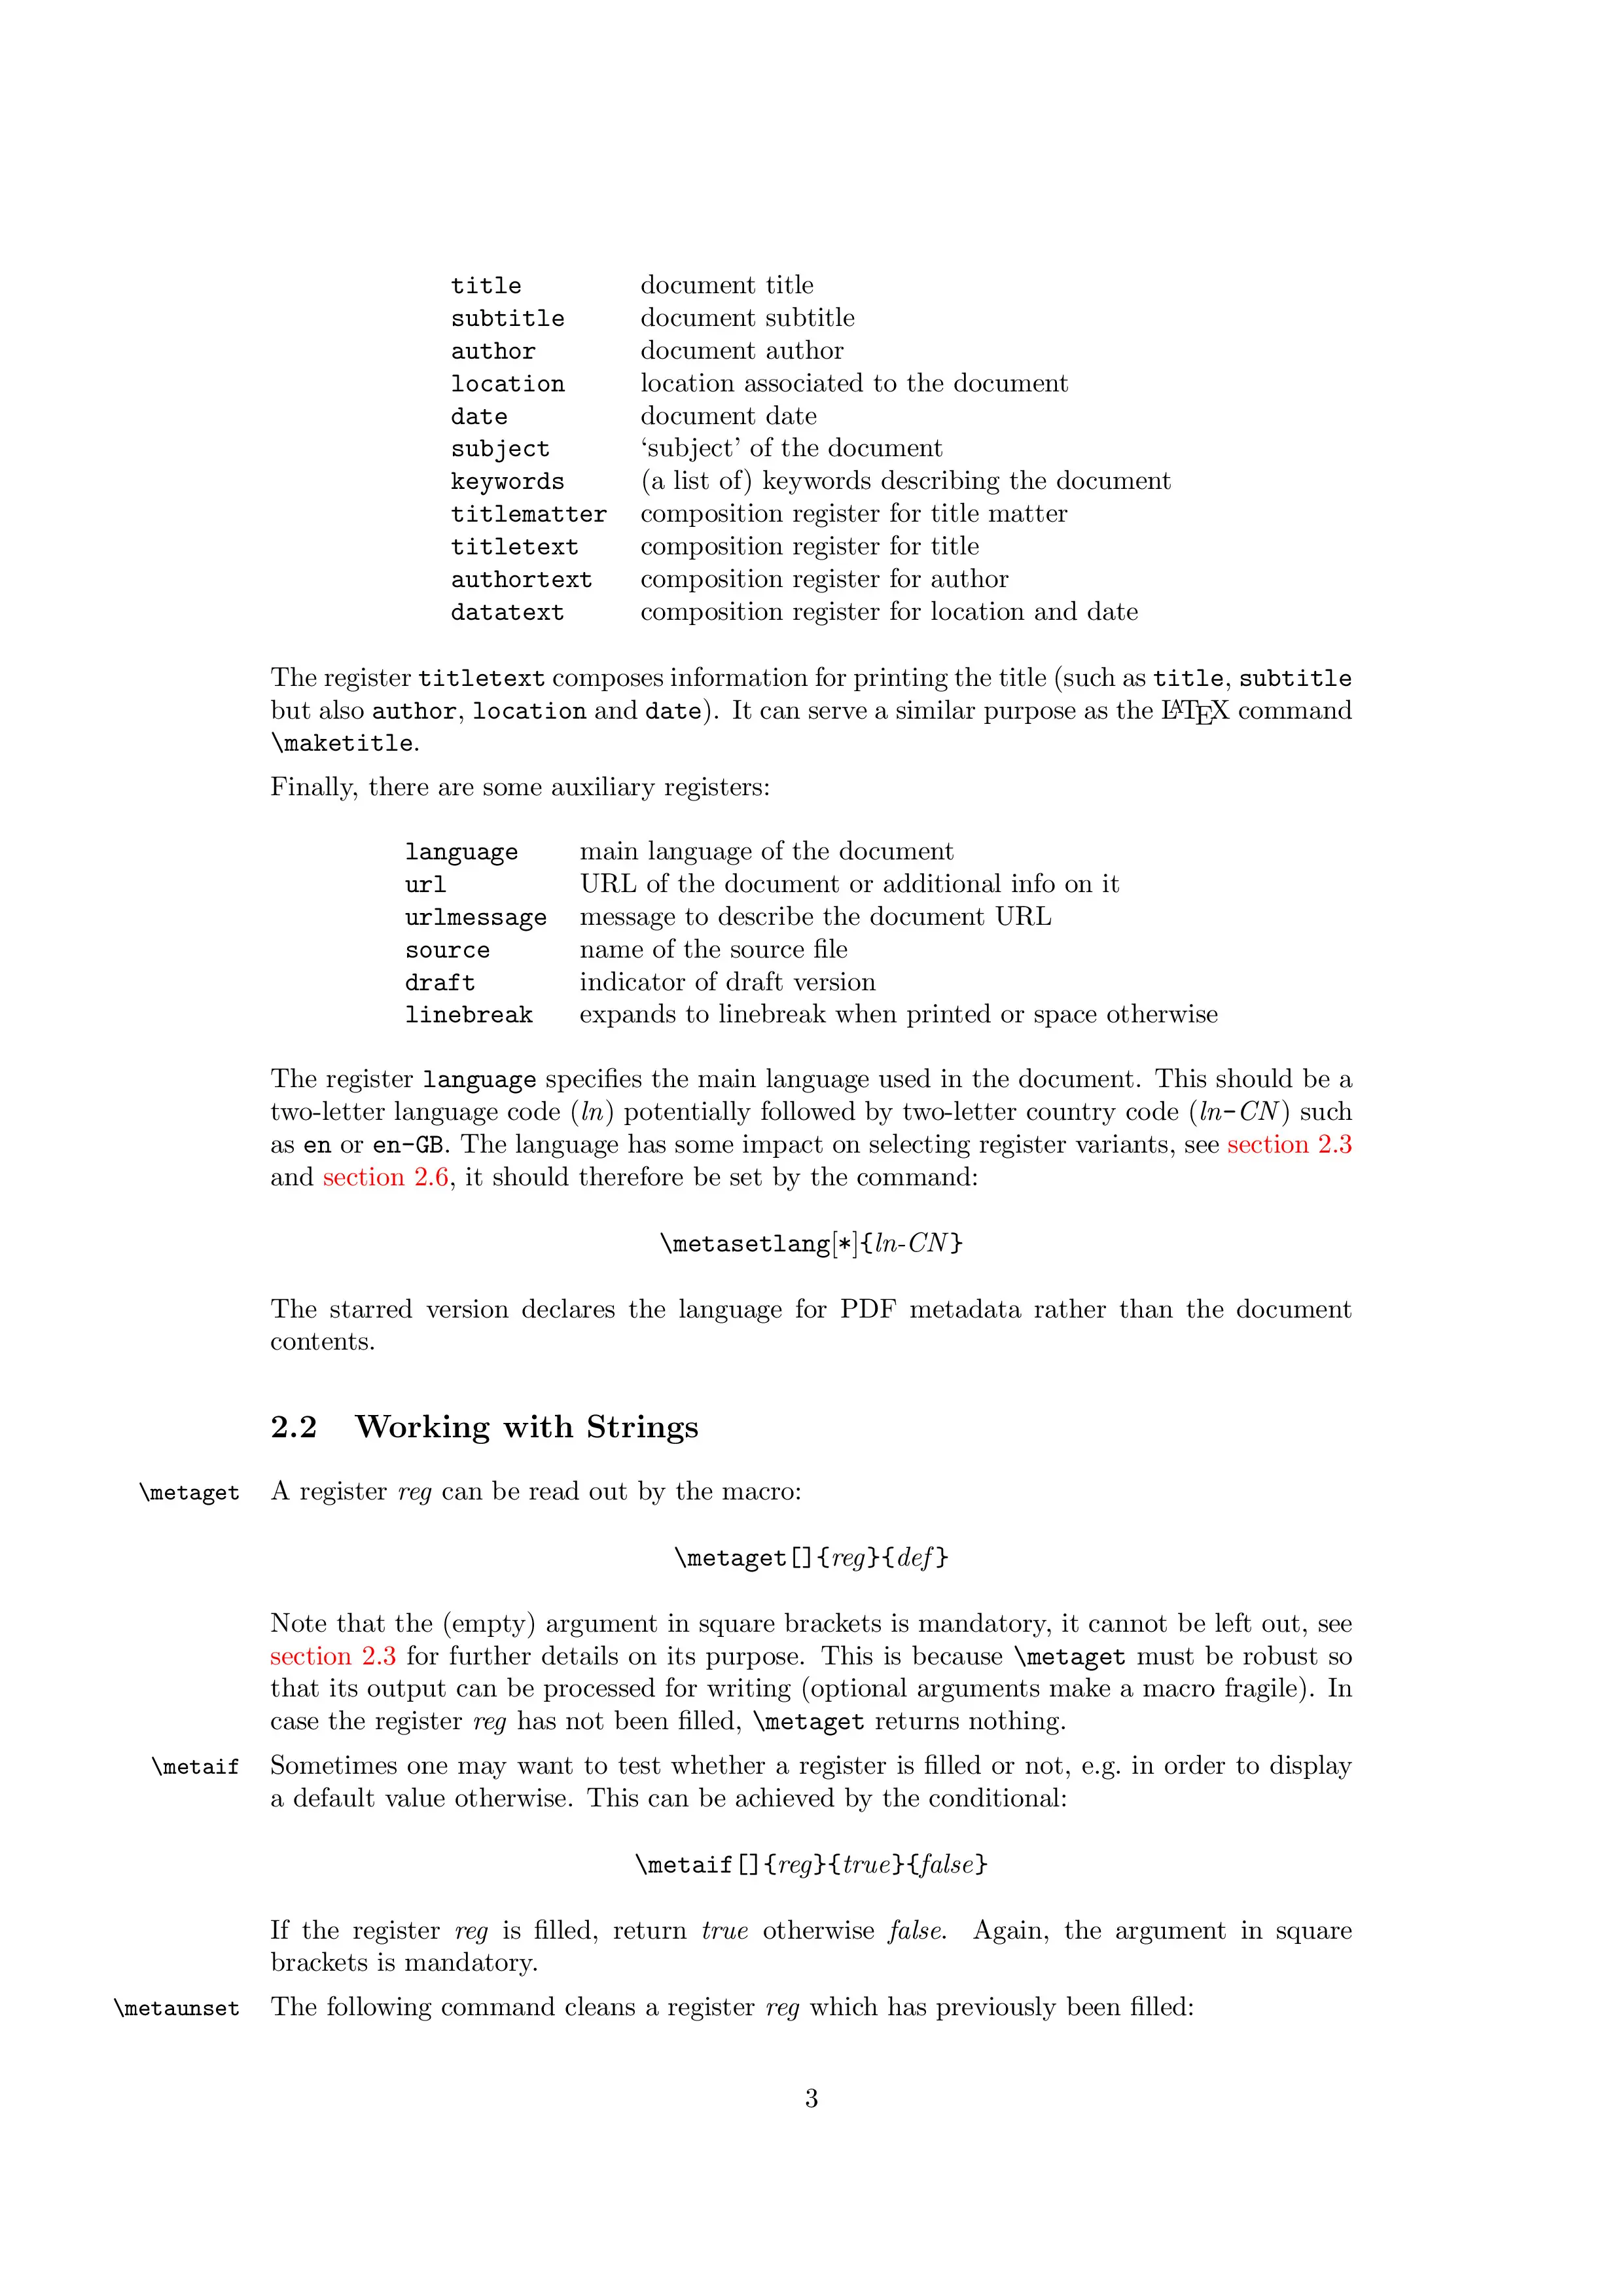 title document title
subtitle document subtitle
author document author
location location associated to the document
date document date
subject ‘subject’ of the document
keywords (a list of) keywords describing the document
titlematter composition register for title matter
titletext composition register for title
authortext composition register for author
datatext composition register for location and date
The register titletext composes information for printing the title (such as title, subtitle
but also author, location and date). It can serve a similar purpose as the LATEX command
\maketitle.
Finally, there are some auxiliary registers:
language main language of the document
url URL of the document or additional info on it
urlmessage message to describe the document URL
source name of the source file
draft indicator of draft version
linebreak expands to linebreak when printed or space otherwise
The register language specifies the main language used in the document. This should be a
two-letter language code (ln) potentially followed by two-letter country code (ln-CN) such
as en or en-GB. The language has some impact on selecting register variants, see section 2.3
and section 2.6, it should therefore be set by the command:
\metasetlang[*]{ln-CN}
The starred version declares the language for PDF metadata rather than the document
contents.
2.2 Working with Strings
\metaget A register reg can be read out by the macro:
\metaget[]{reg}{def}
Note that the (empty) argument in square brackets is mandatory, it cannot be left out, see
section 2.3 for further details on its purpose. This is because \metaget must be robust so
that its output can be processed for writing (optional arguments make a macro fragile). In
case the register reg has not been filled, \metaget returns nothing.
\metaif Sometimes one may want to test whether a register is filled or not, e.g. in order to display
a default value otherwise. This can be achieved by the conditional:
\metaif[]{reg}{true}{false}
If the register reg is filled, return true otherwise false. Again, the argument in square
brackets is mandatory.
\metaunset The following command cleans a register reg which has previously been filled:
3